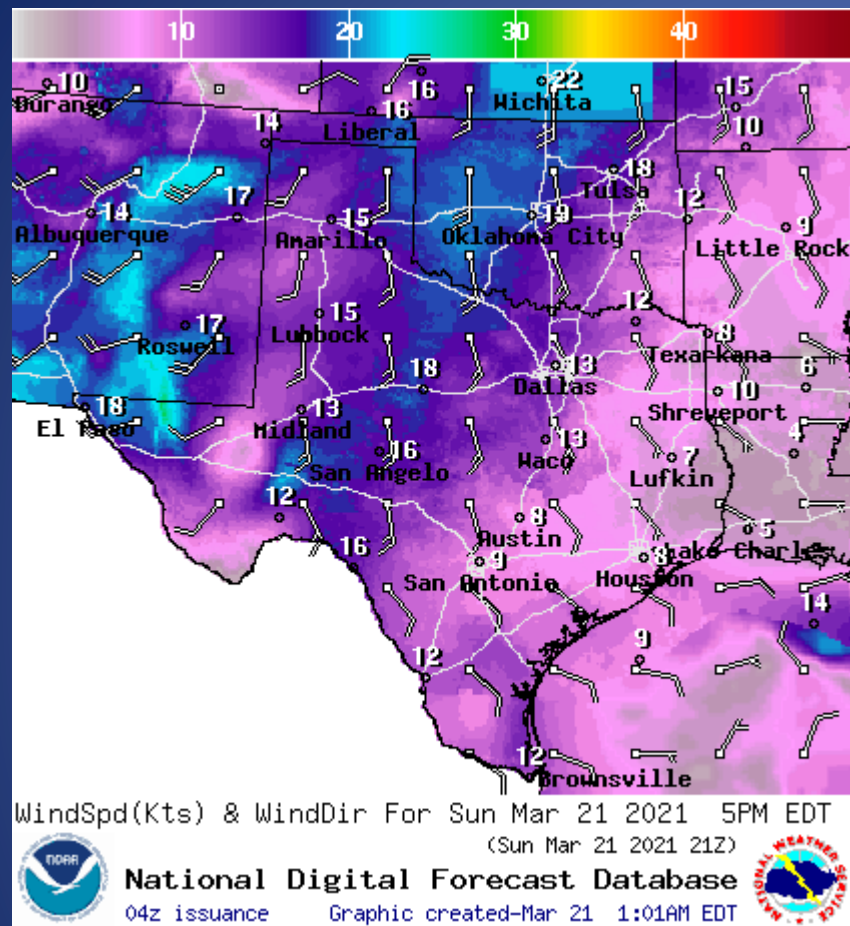 10 20 30 40
10 16 22 15
Durango Liberal 16 Wichita
14 10
18
Tulsa
14 17 15 19 12 9
Albuquerque Amarillo Oklahoma City Little Rock
17 15 12 8
Roswell Lubbock Texarkana
18 13 6
Dallas 10
18 13 Shreveport
El Paso Midland 13 4
16 Waco 7
San Angelo Lufkin
12 8 5
Austin Lake Charles
16 9 8
San Antonio Houston
14
12 9
12
Brownsville
WindSpd(Kts) & WindDir For Sun Mar 21 2021 5PM EDT
(Sun Mar 21 2021 21Z)
National Digital Forecast Database
04z issuance Graphic created-Mar 21 1:01AM EDT
NOAA
NATIONAL WEATHER SERVICE